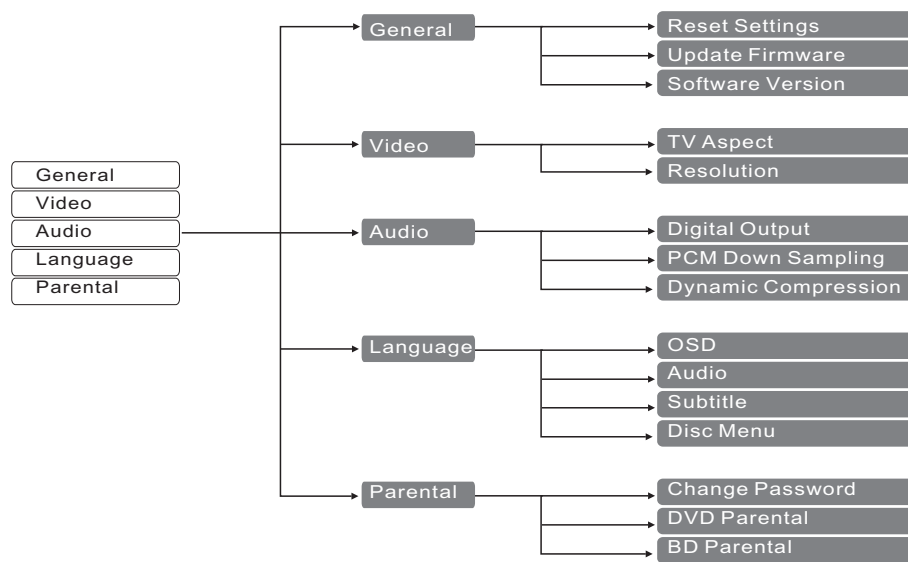 General
Video
Audio
Language
Parental
General
Reset Settings
Update Firmware
Software Version
Video
TV Aspect
Resolution
Audio
Digital Output
PCM Down Sampling
Dynamic Compression
Language
OSD
Audio
Subtitle
Disc Menu
Parental
Change Password
DVD Parental
BD Parental